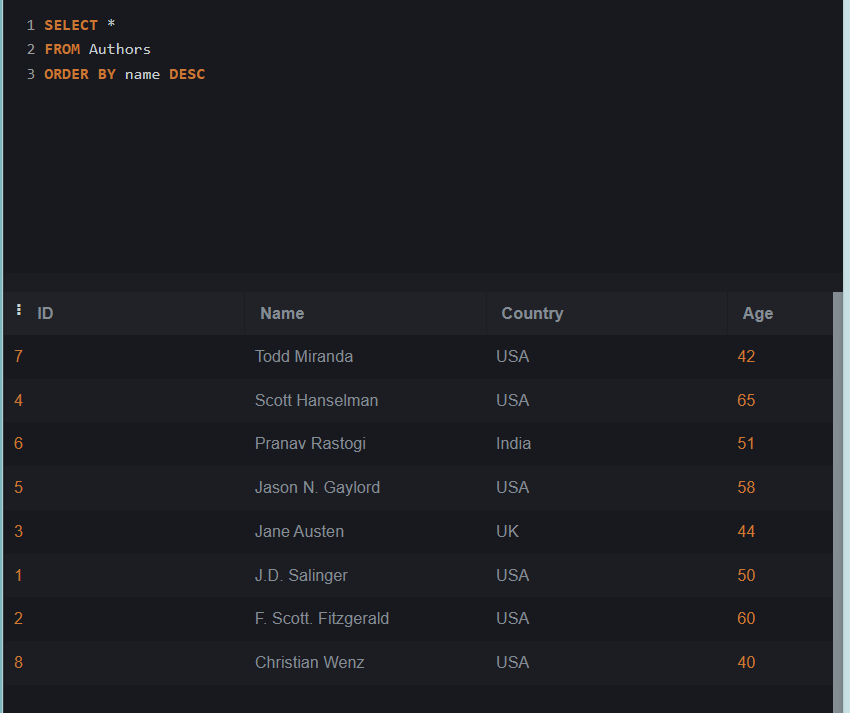 1 SELECT *
2 FROM Authors
3 ORDER BY name DESC
ID Name Country Age
7 Todd Miranda USA 42
4 Scott Hanselman USA 65
6 Pranav Rastogi India 51
5 Jason N. Gaylord USA 58
3 Jane Austen UK 44
1 J.D. Salinger USA 50
2 F. Scott. Fitzgerald USA 60
8 Christian Wenz USA 40